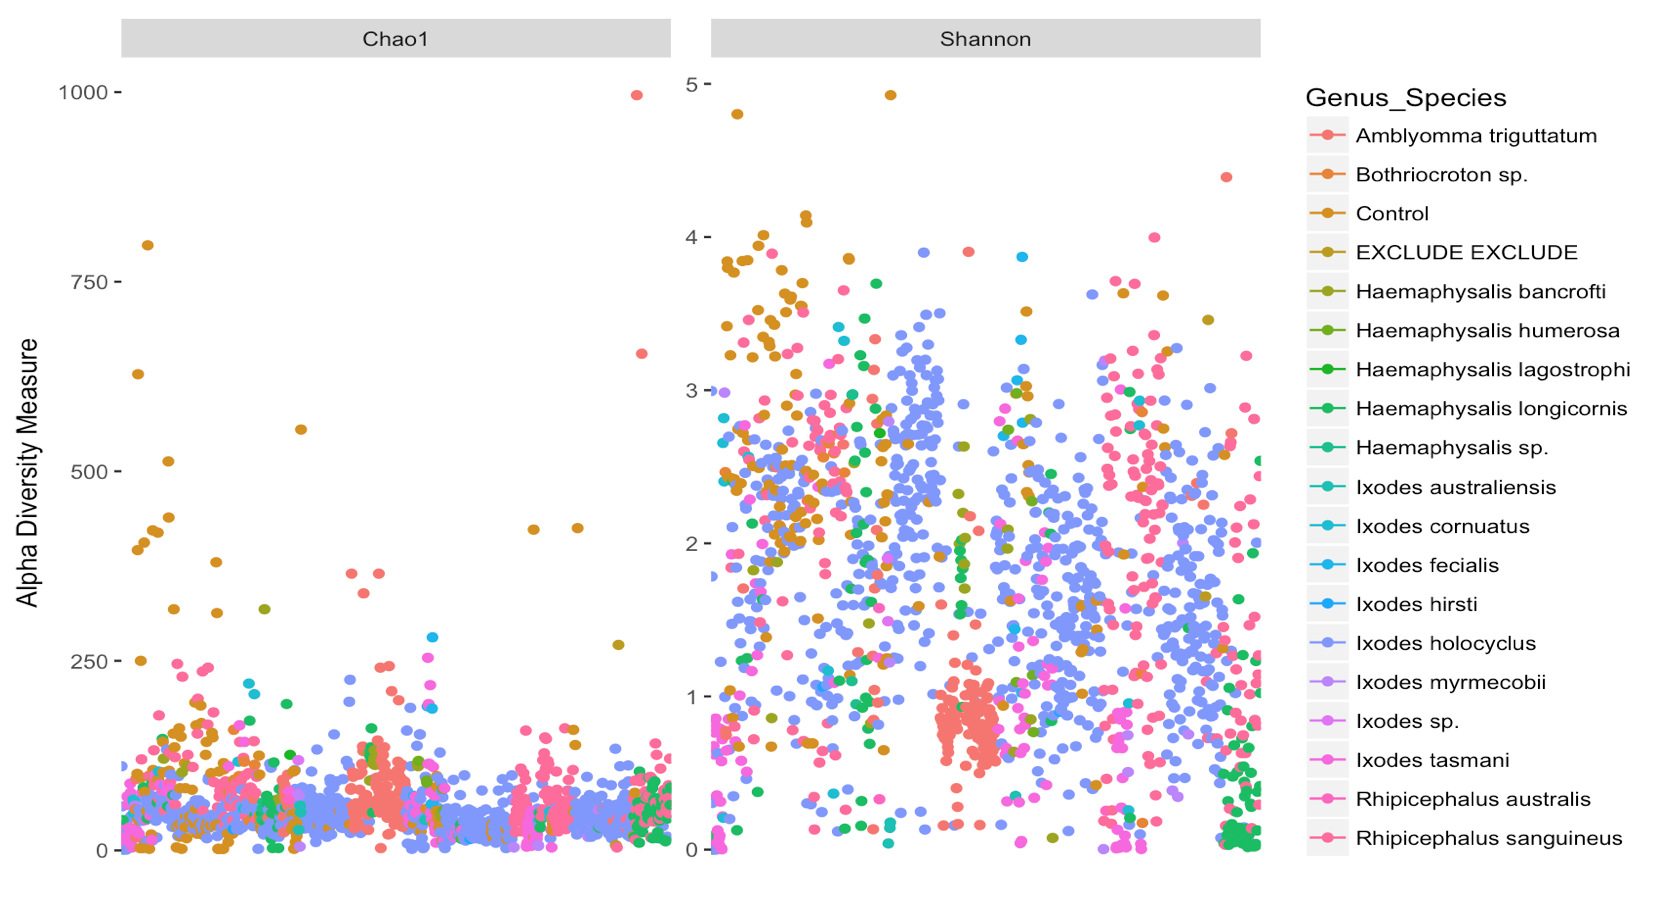 Chao1
Shannon
Alpha Diversity Measure
1000
750
500
250
0
5
4
3
2
1
0
Genus_Species
Amblyomma triguttatum
Bothriocroton sp.
Control
EXCLUDE EXCLUDE
Haemaphysalis bancrofti
Haemaphysalis humerosa
Haemaphysalis lagostrophi
Haemaphysalis longicornis
Haemaphysalis sp.
Ixodes australiensis
Ixodes cornuatus
Ixodes fecialis
Ixodes hirsti
Ixodes holocyclus
Ixodes myrmecobii
Ixodes sp.
Ixodes tasmani
Rhipicephalus australis
Rhipicephalus sanguineus